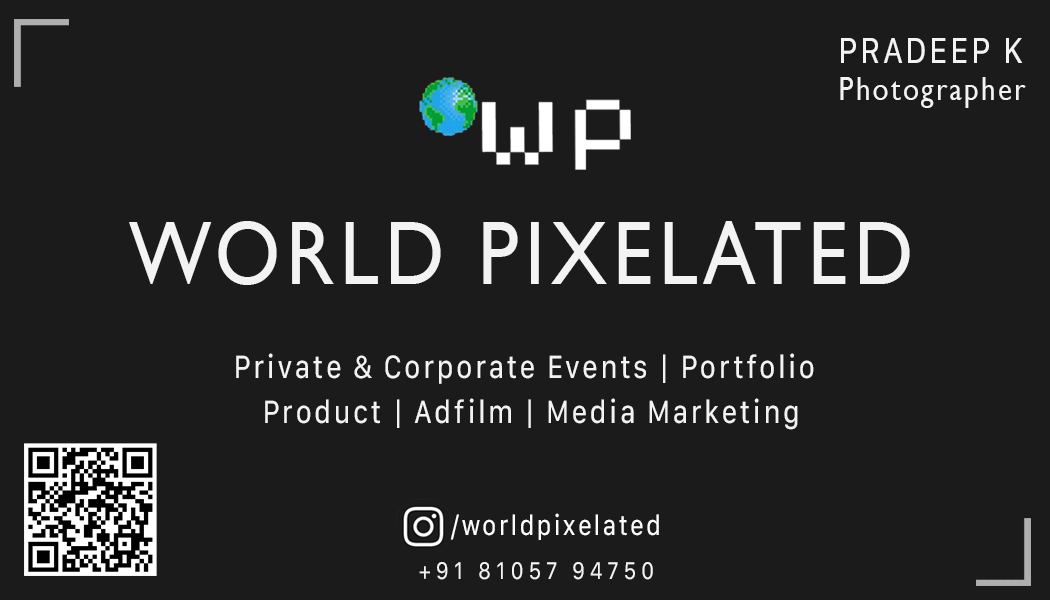 PRADEEP K
Photographer
WP
WORLD PIXELATED
Private & Corporate Events | Portfolio
Product | Adfilm | Media Marketing
/worldpixelated
+91 81057 94750